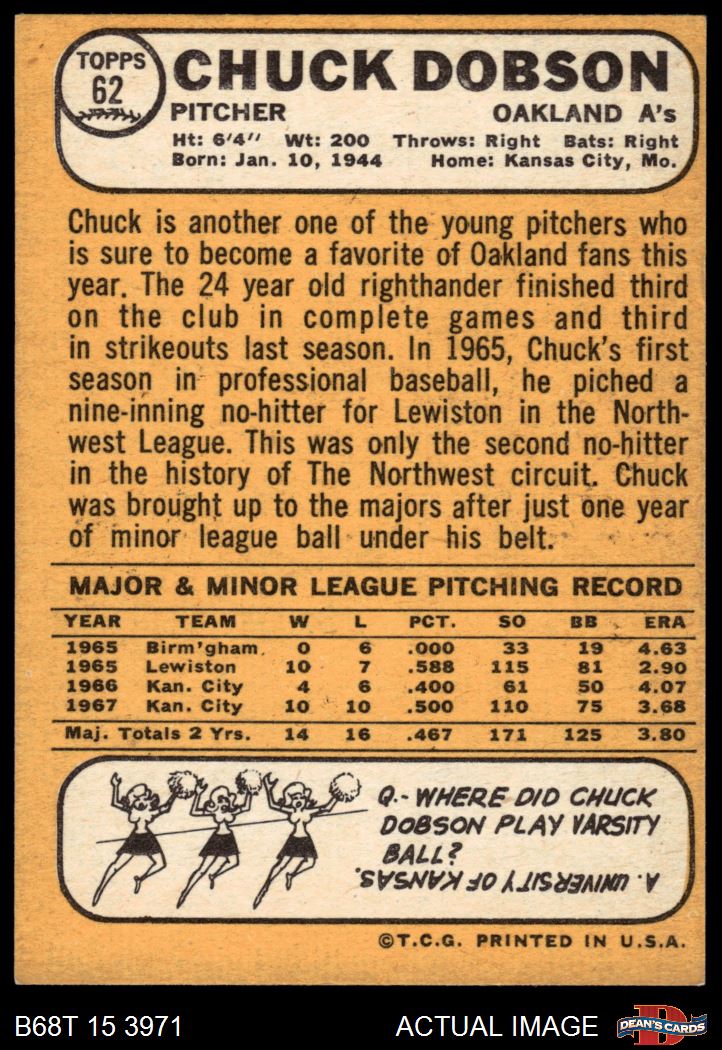 TOPPS
62
CHUCK DOBSON
PITCHER OAKLAND A's
Ht: 6'4" Wt: 200 Throws: Right Bats: Right
Born: Jan. 10, 1944 Home: Kansas City, Mo.
Chuck is another one of the young pitchers who
is sure to become a favorite of Oakland fans this
year. The 24 year old righthander finished third
on the club in complete games and third
in strikeouts last season. In 1965, Chuck's first
season in professional baseball, he piched a
nine-inning no-hitter for Lewiston in the North-
west League. This was only the second no-hitter
in the history of The Northwest circuit. Chuck
was brought up to the majors after just one year
of minor league ball under his belt.
MAJOR & MINOR LEAGUE PITCHING RECORD
YEAR TEAM W L PCT. SO BB ERA
1965 Birm'gham 0 6 .000 33 19 4.63
1965 Lewiston 10 7 .588 115 81 2.90
1966 Kan. City 4 6 .400 61 50 4.07
1967 Kan. City 10 10 .500 110 75 3.68
Maj. Totals 2 Yrs. 14 16 .467 171 125 3.80
Q.- WHERE DID CHUCK
DOBSON PLAY VARSITY
BALL?
A. UNIVERSITY OF KANSAS.
©T.C.G. PRINTED IN U.S.A.
B68T 15 3971 ACTUAL IMAGE D DEAN'S CARDS